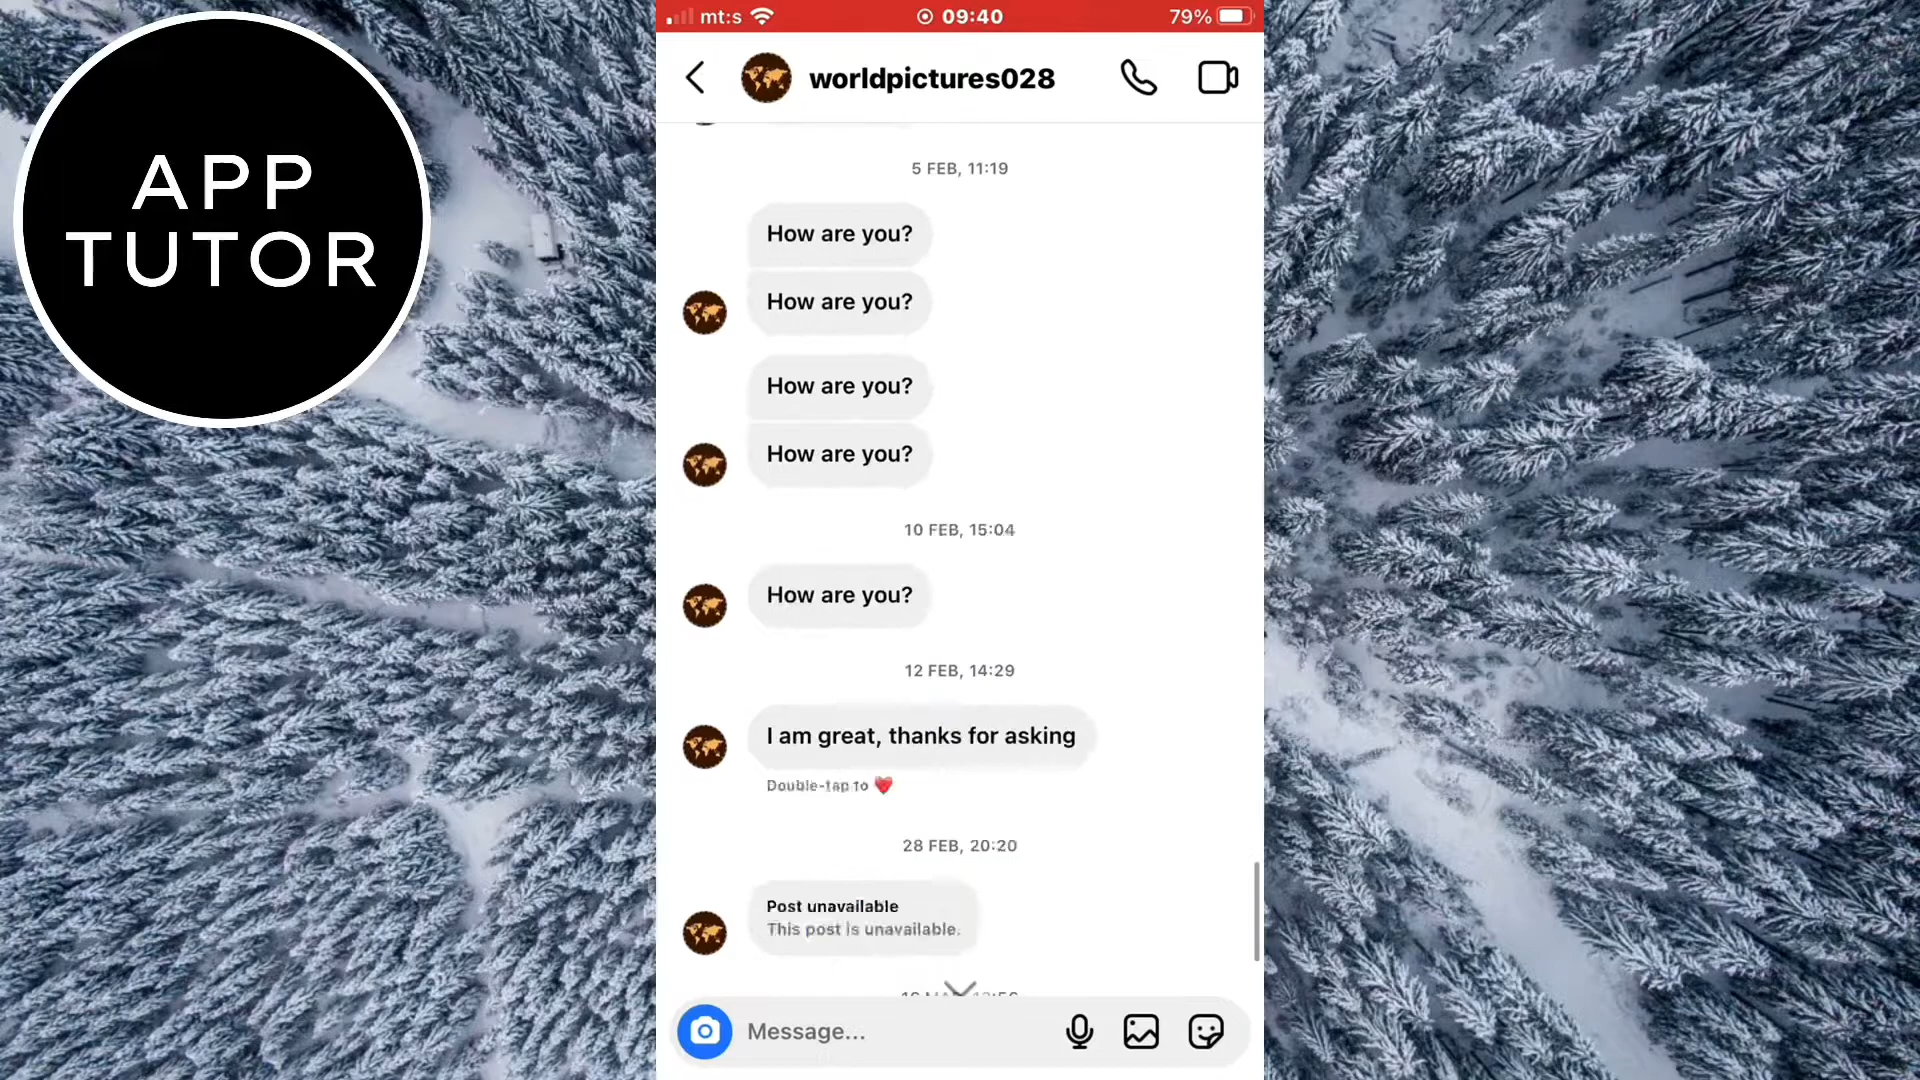 APP
TUTOR
mt:s
09:40
79%
worldpictures028
5 FEB, 11:19
How are you?
How are you?
How are you?
How are you?
10 FEB, 15:04
How are you?
12 FEB, 14:29
I am great, thanks for asking
Double-tap to ❤️
28 FEB, 20:20
Post unavailable
This post is unavailable.
Message...